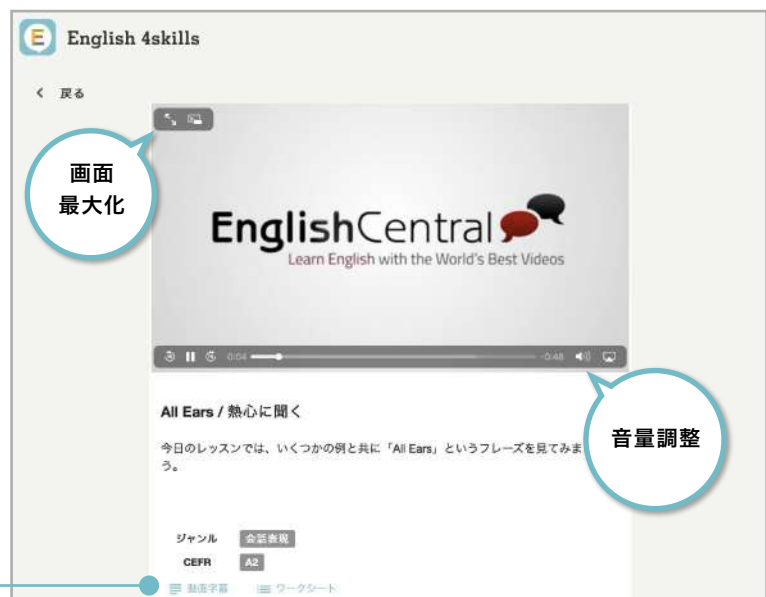 E English 4skills
戻る
画面
最大化
EnglishCentral
Learn English with the World's Best Videos
0:04
-0:48
All Ears / 熱心に聞く
音量調整
今日のレッスンでは、いくつかの例と共に「All Ears」というフレーズを見てみま
う。
ジャンル 会話表現
CEFR A2
動画字幕 ワークシート